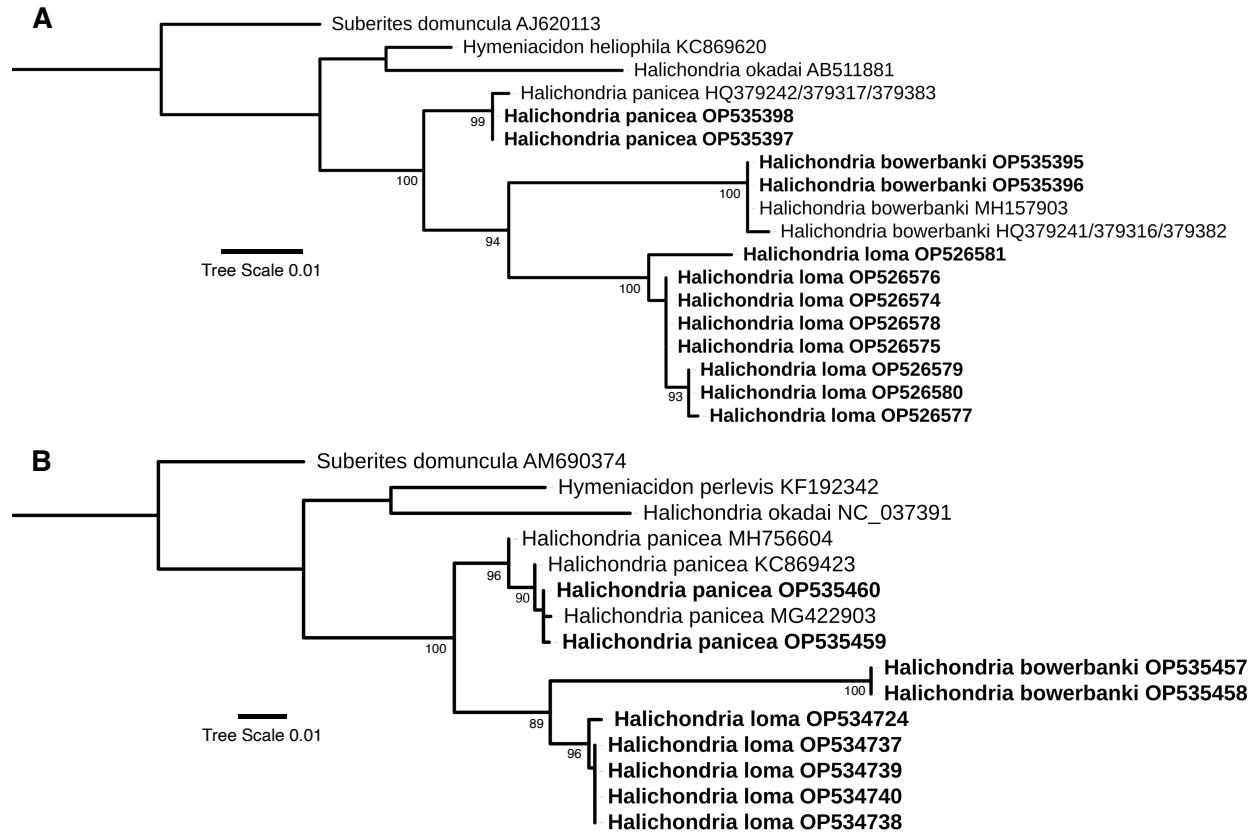 A
Suberites domuncula AJ620113
Hymeniacidon heliophila KC869620
Halichondria okadai AB511881
Halichondria panicea HQ379242/379317/379383
99
Halichondria panicea OP535398
Halichondria panicea OP535397
Halichondria bowerbanki OP535395
100
100
Halichondria bowerbanki OP535396
Halichondria bowerbanki MH157903
Halichondria bowerbanki HQ379241/379316/379382
94
Halichondria loma OP526581
Tree Scale 0.01
Halichondria loma OP526576
100
Halichondria loma OP526574
Halichondria loma OP526578
Halichondria loma OP526575
Halichondria loma OP526579
93
Halichondria loma OP526580
Halichondria loma OP526577
B
Suberites domuncula AM690374
Hymeniacidon perlevis KF192342
Halichondria okadai NC_037391
Halichondria panicea MH756604
Halichondria panicea KC869423
96
Halichondria panicea OP535460
90
Halichondria panicea MG422903
Halichondria panicea OP535459
100
Halichondria bowerbanki OP535457
100
Halichondria bowerbanki OP535458
Halichondria loma OP534724
89
Tree Scale 0.01
Halichondria loma OP534737
96
Halichondria loma OP534739
Halichondria loma OP534740
Halichondria loma OP534738